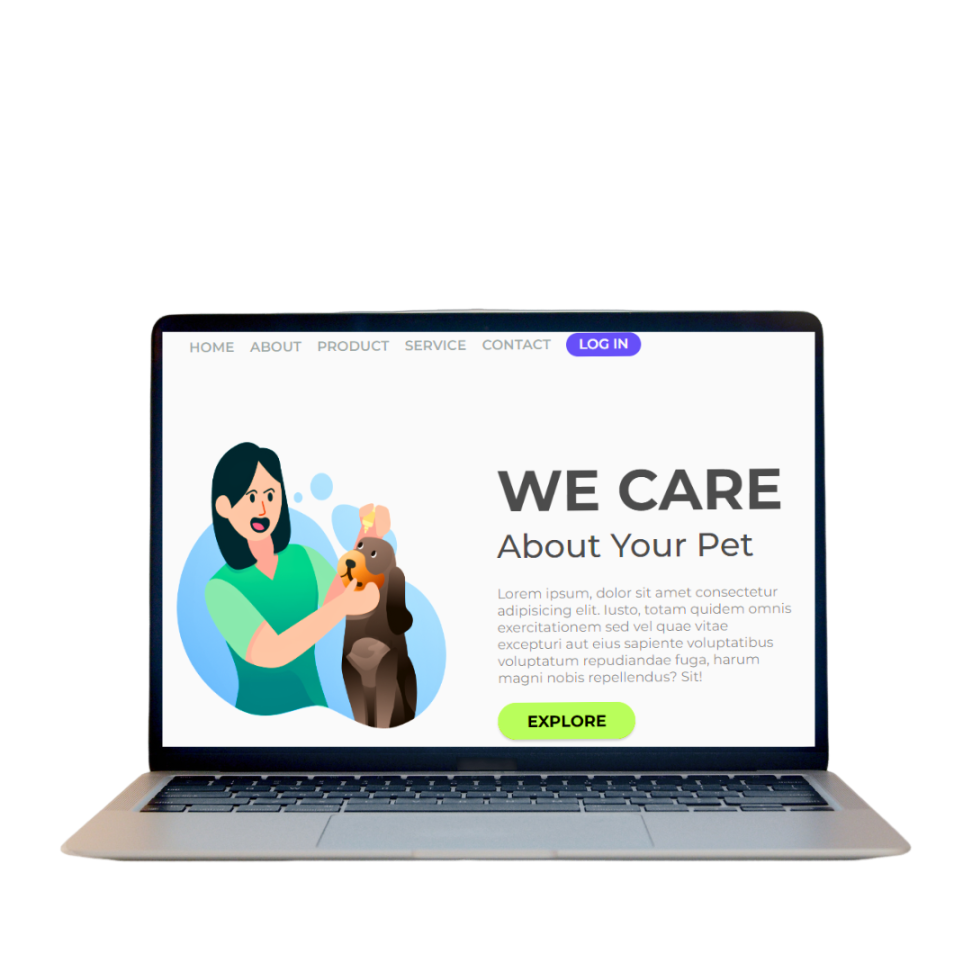 HOME ABOUT PRODUCT SERVICE CONTACT LOG IN
WE CARE
About Your Pet
Lorem ipsum, dolor sit amet consectetur
adipisicing elit. Iusto, totam quidem omnis
exercitationem sed vel quae vitae
excepturi aut eius sapiente voluptatibus
voluptatum repudiandae fuga, harum
magni nobis repellendus? Sit!
EXPLORE